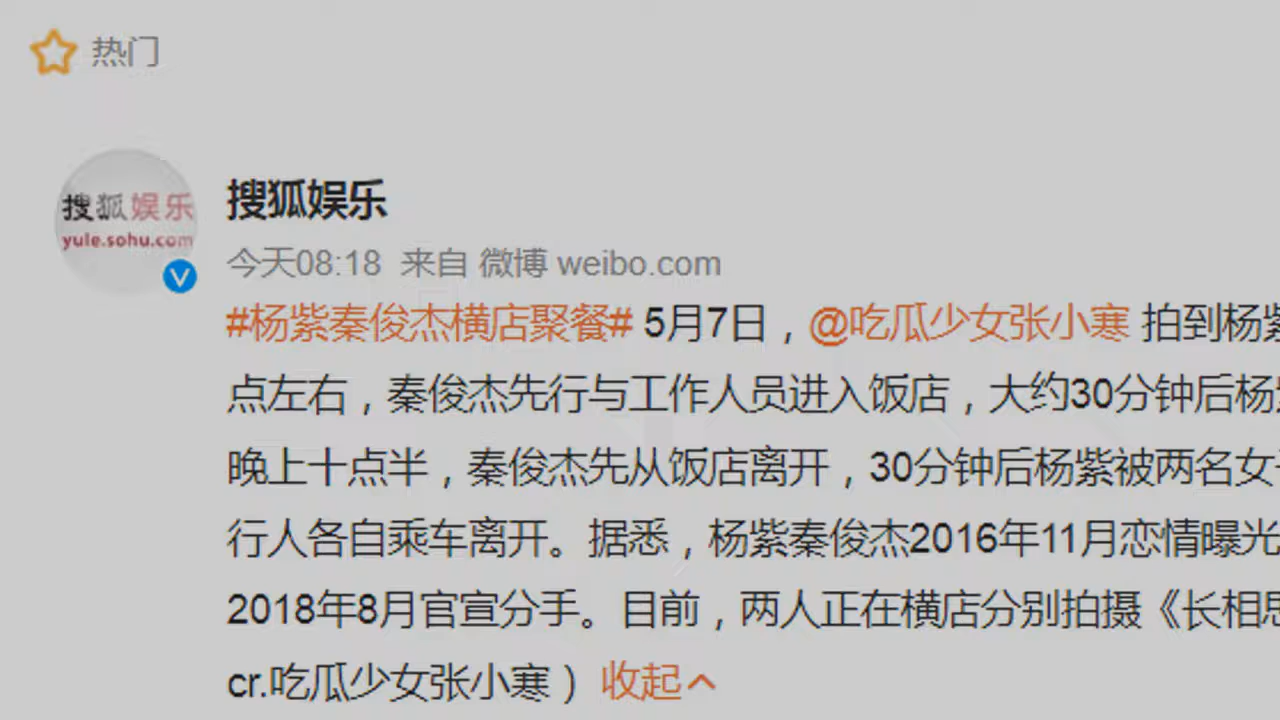 热门
搜狐娱乐
yule.sohu.com
搜狐娱乐
今天08:18 来自 微博 weibo.com
#杨紫秦俊杰横店聚餐# 5月7日，@吃瓜少女张小寒 拍到杨紫
点左右，秦俊杰先行与工作人员进入饭店，大约30分钟后杨紫
晚上十点半，秦俊杰先从饭店离开，30分钟后杨紫被两名女
行人各自乘车离开。据悉，杨紫秦俊杰2016年11月恋情曝光
2018年8月官宣分手。目前，两人正在横店分别拍摄《长相思
cr.吃瓜少女张小寒）收起